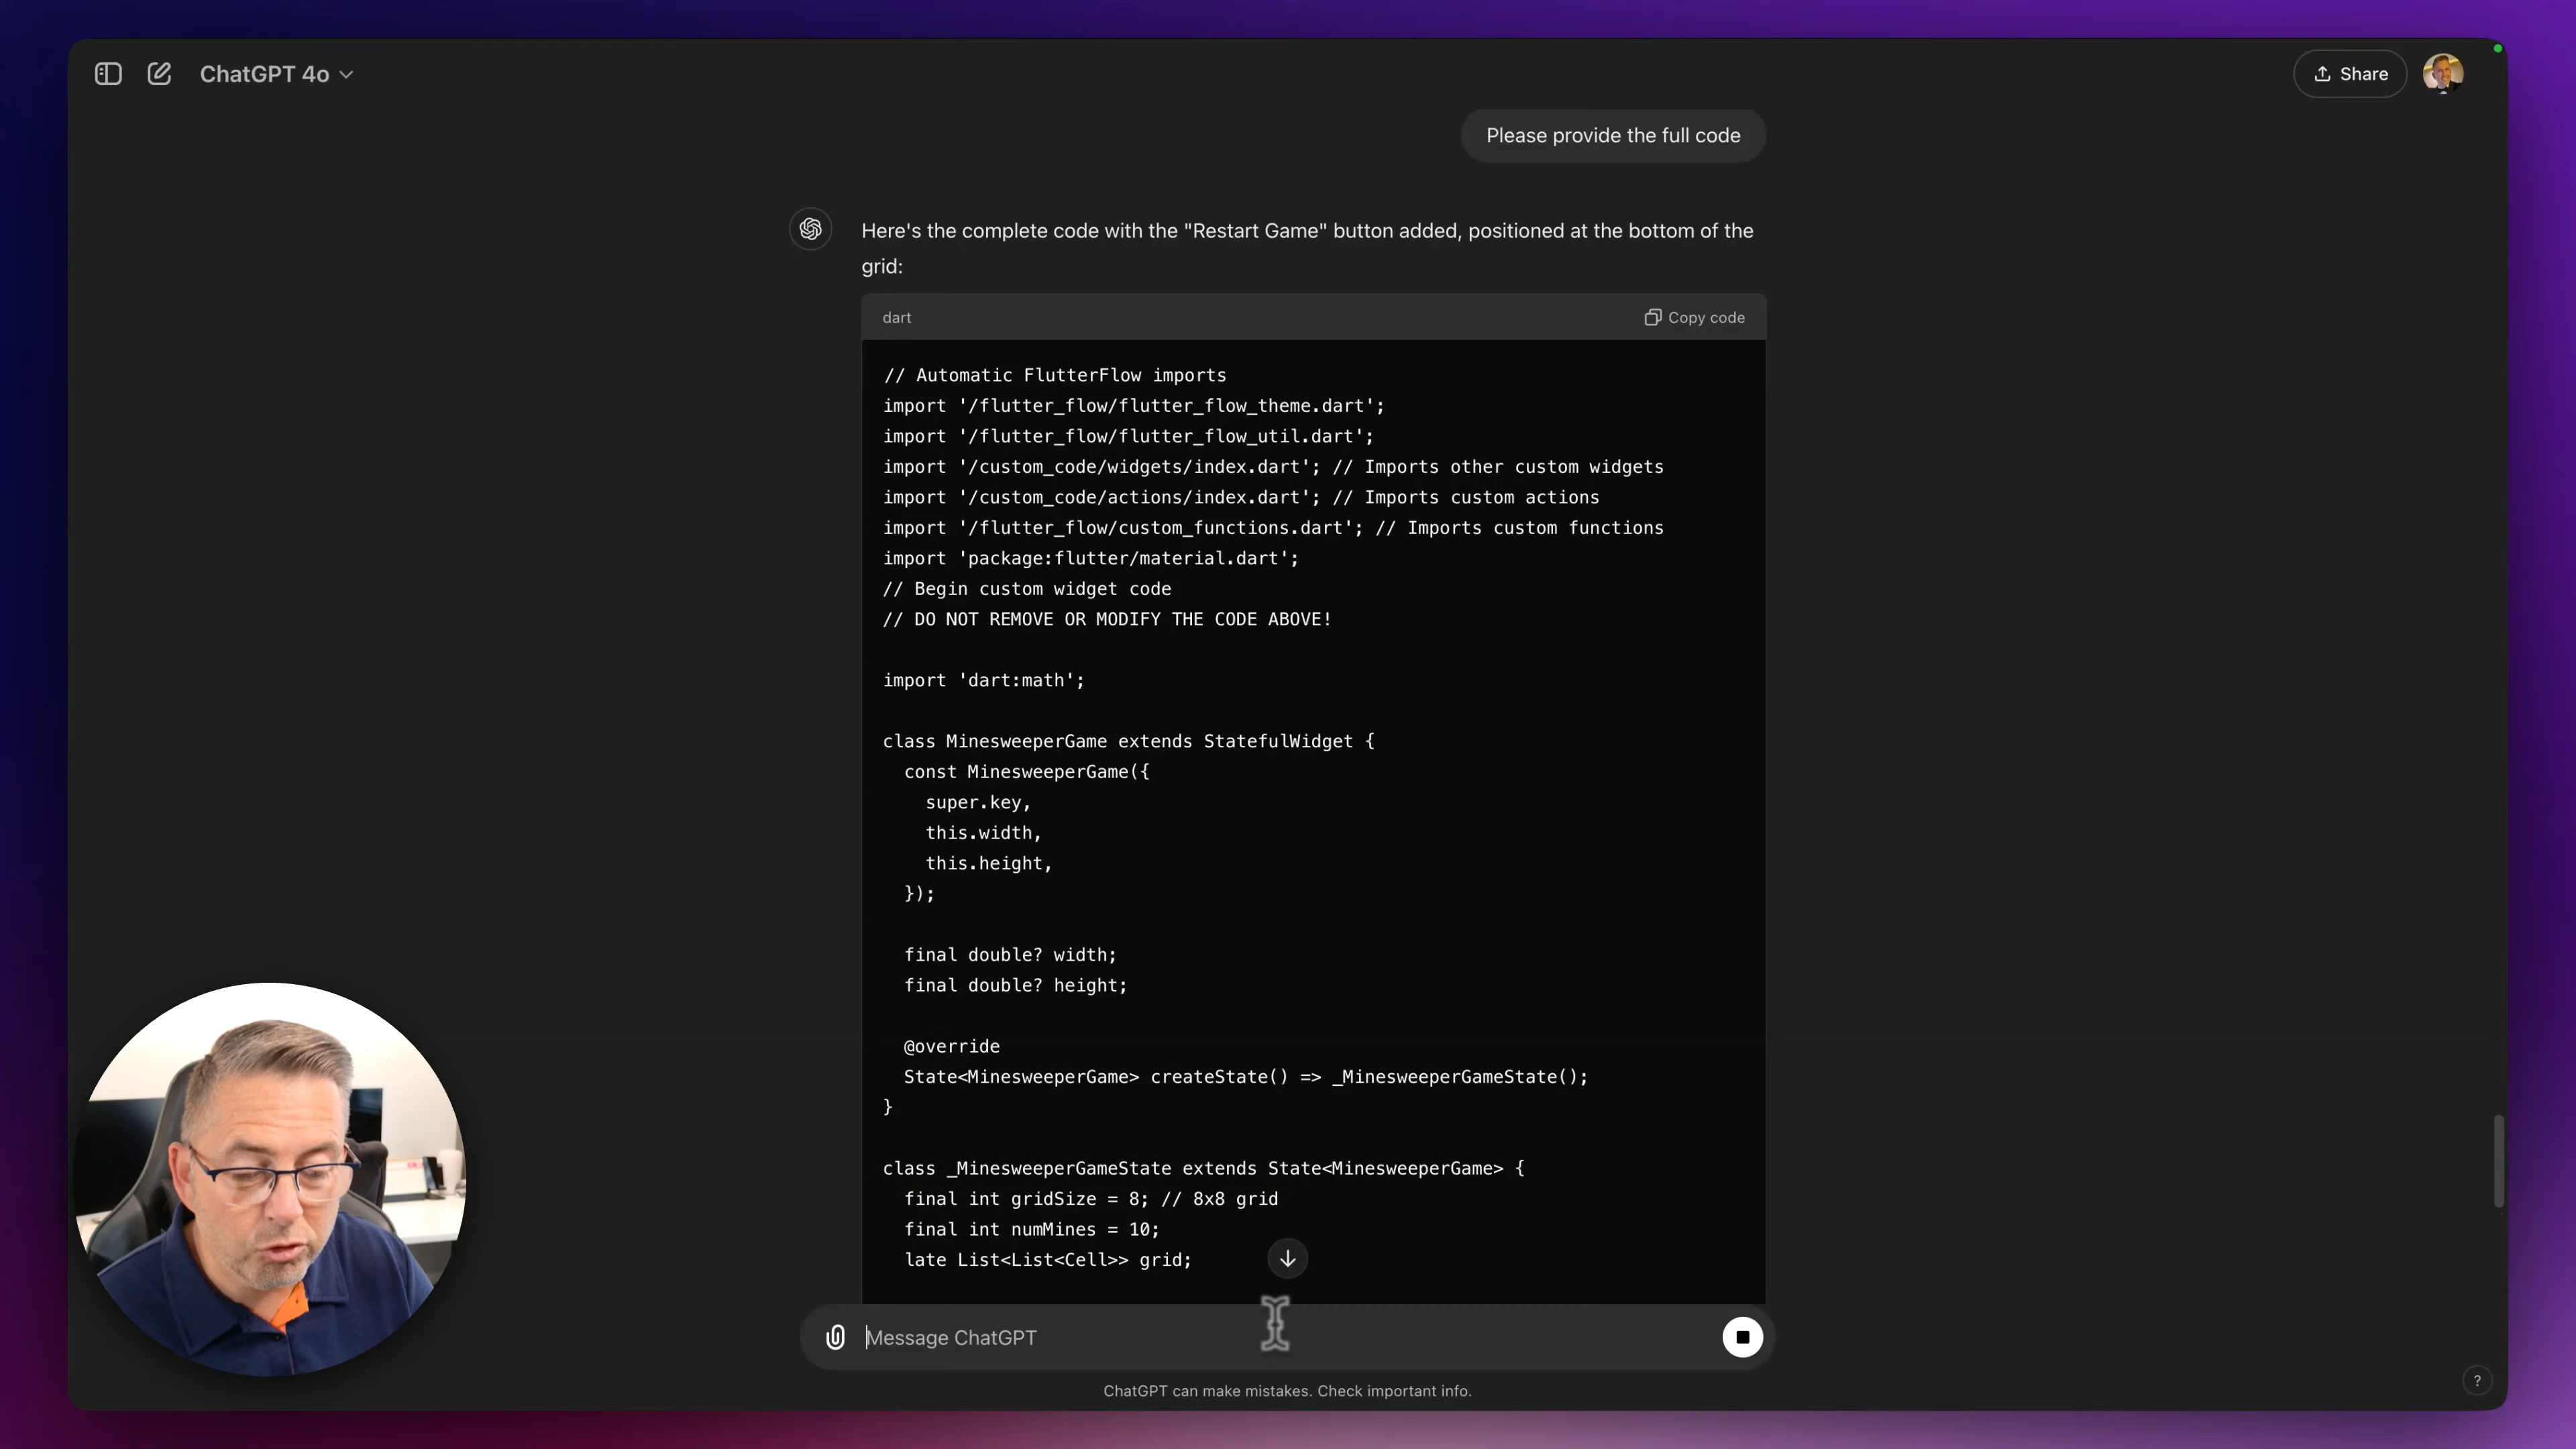 ChatGPT 4o
Share
Please provide the full code
Here's the complete code with the "Restart Game" button added, positioned at the bottom of the
grid:
dart
Copy code
// Automatic FlutterFlow imports
import '/flutter_flow/flutter_flow_theme.dart';
import '/flutter_flow/flutter_flow_util.dart';
import '/custom_code/widgets/index.dart'; // Imports other custom widgets
import '/custom_code/actions/index.dart'; // Imports custom actions
import '/flutter_flow/custom_functions.dart'; // Imports custom functions
import 'package:flutter/material.dart';
// Begin custom widget code
// DO NOT REMOVE OR MODIFY THE CODE ABOVE!
import 'dart:math';
class MinesweeperGame extends StatefulWidget {
  const MinesweeperGame({
    super.key,
    this.width,
    this.height,
  });
  final double? width;
  final double? height;
  @override
  State<MinesweeperGame> createState() => _MinesweeperGameState();
}
class _MinesweeperGameState extends State<MinesweeperGame> {
  final int gridSize = 8; // 8x8 grid
  final int numMines = 10;
  late List<List<Cell>> grid;
Message ChatGPT
ChatGPT can make mistakes. Check important info.
?